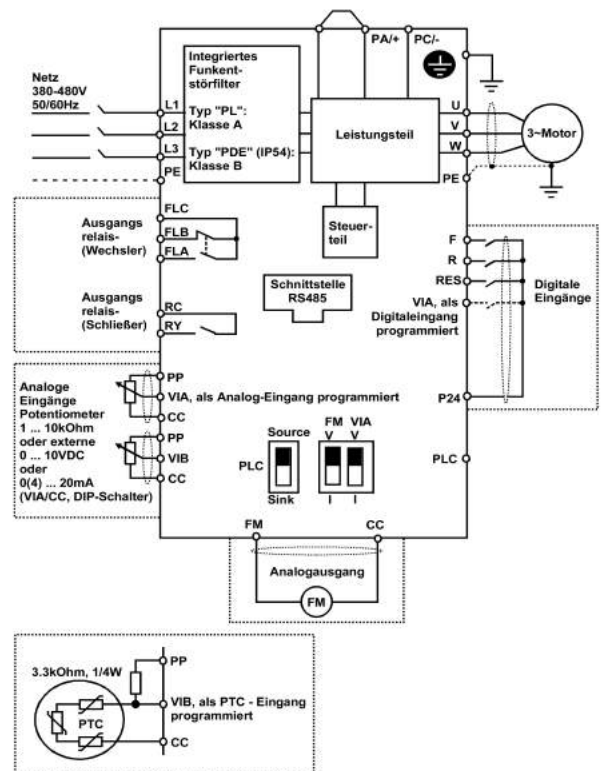 PA/+ PC/-
Integriertes
Funkent-
störfilter
Typ "PL":
Klasse A
Typ "PDE" (IP54):
Klasse B
Netz
380-480V
50/60Hz
L1
L2
L3
PE
Leistungsteil
U
V
W
PE
3~Motor
Steuer-
teil
Ausgangs
relais-
(Wechsler)
FLC
FLB
FLA
Ausgangs
relais-
(Schließer)
RC
RY
Schnittstelle
RS485
F
R
RES
VIA, als
Digitaleingang
programmiert
P24
PLC
Digitale
Eingänge
Analoge
Eingänge
Potentiometer
1 ... 10kOhm
oder externe
0 ... 10VDC
oder
0(4) ... 20mA
(VIA/CC, DIP-Schalter)
PP
VIA, als Analog-Eingang programmiert
CC
PP
VIB
CC
Source
PLC
Sink
FM VIA
V V
I I
FM
CC
Analogausgang
FM
3.3kOhm, 1/4W
PTC
PP
VIB, als PTC - Eingang
programmiert
CC